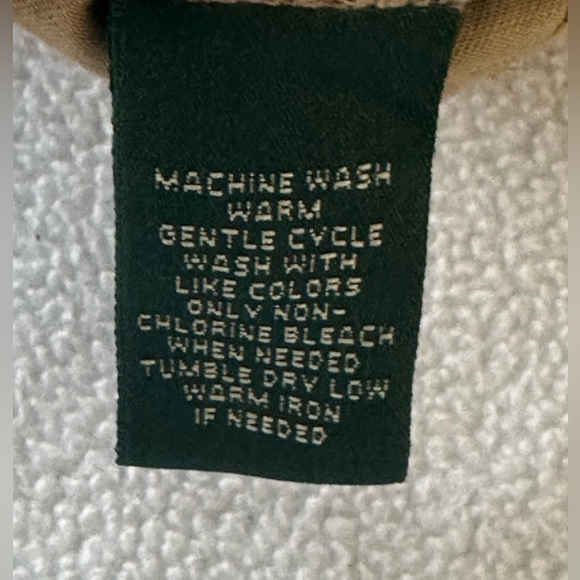 MACHINE WASH
WARM
GENTLE CYCLE
WASH WITH
LIKE COLORS
ONLY NON-
CHLORINE BLEACH
WHEN NEEDED
TUMBLE DRY LOW
WARM IRON
IF NEEDED